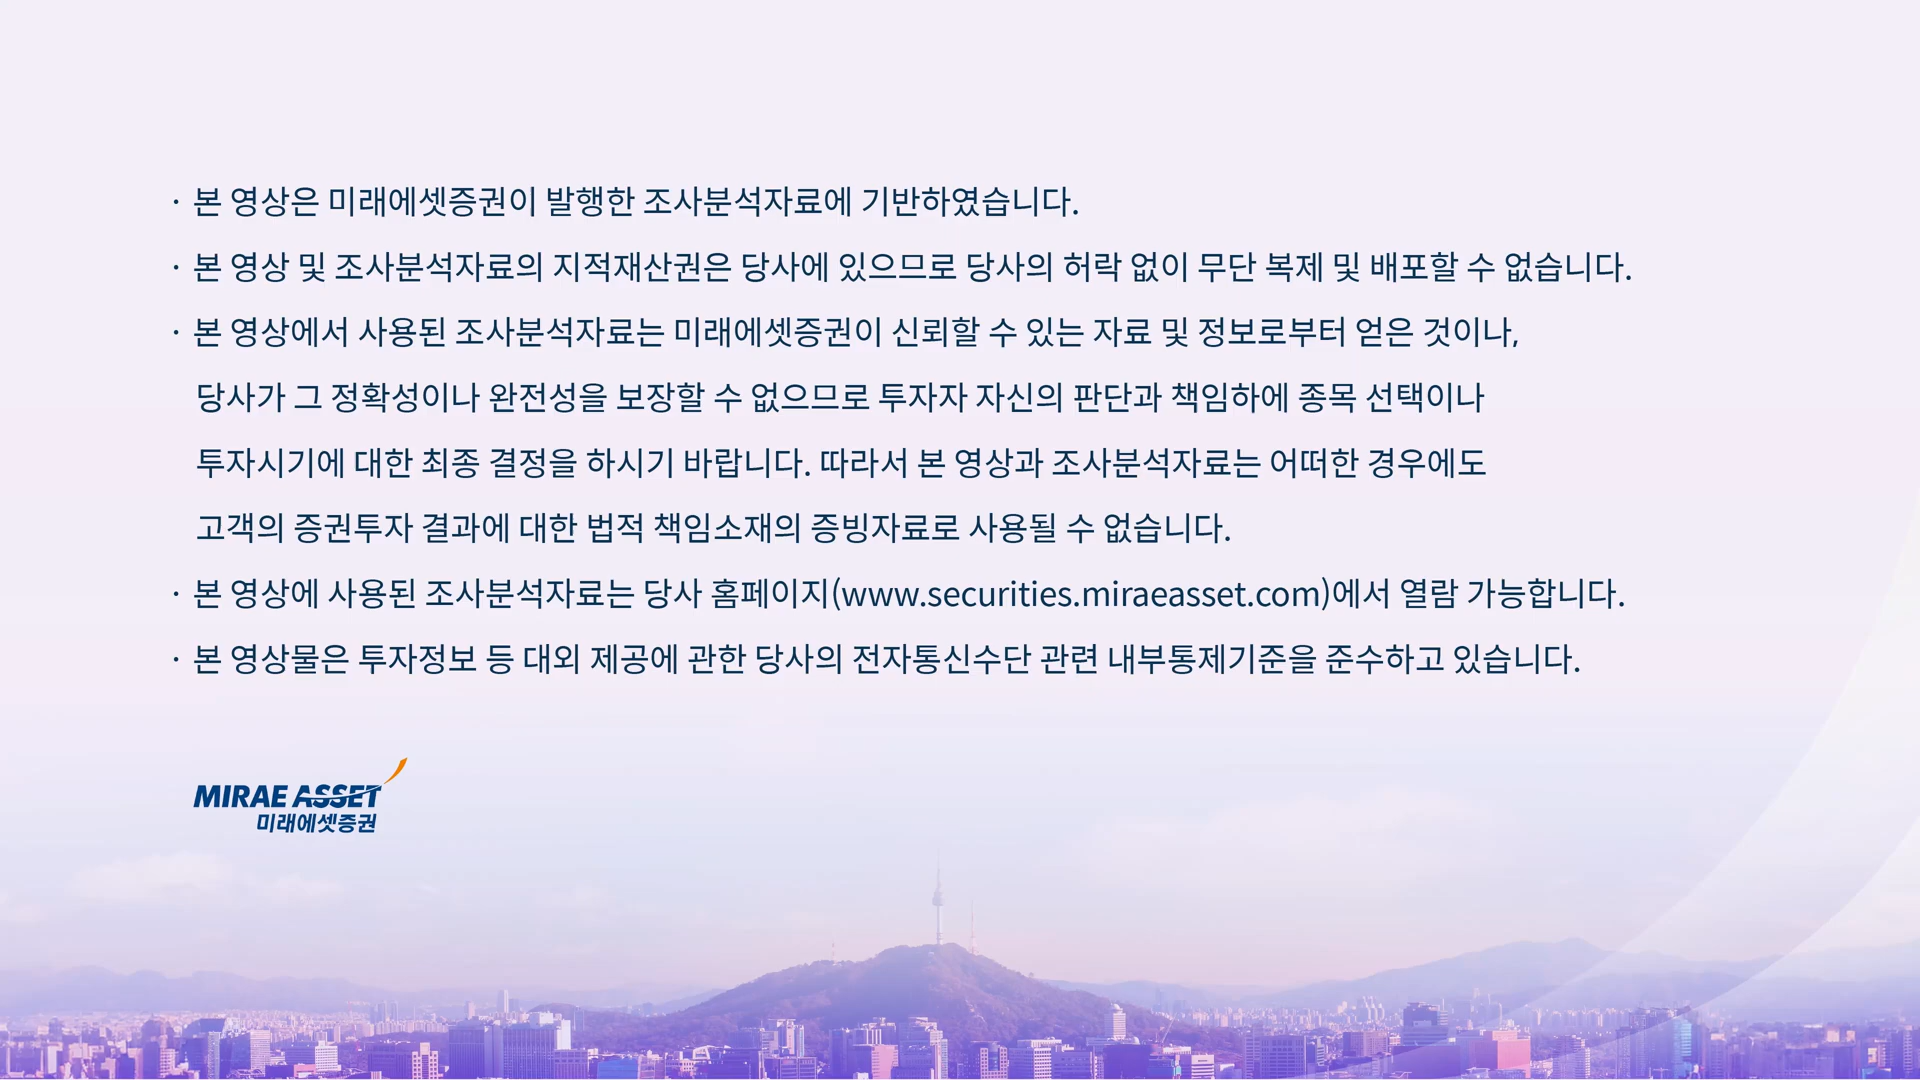 · 본 영상은 미래에셋증권이 발행한 조사분석자료에 기반하였습니다.
· 본 영상 및 조사분석자료의 지적재산권은 당사에 있으므로 당사의 허락 없이 무단 복제 및 배포할 수 없습니다.
· 본 영상에서 사용된 조사분석자료는 미래에셋증권이 신뢰할 수 있는 자료 및 정보로부터 얻은 것이나,
당사가 그 정확성이나 완전성을 보장할 수 없으므로 투자자 자신의 판단과 책임하에 종목 선택이나
투자시기에 대한 최종 결정을 하시기 바랍니다. 따라서 본 영상과 조사분석자료는 어떠한 경우에도
고객의 증권투자 결과에 대한 법적 책임소재의 증빙자료로 사용될 수 없습니다.
· 본 영상에 사용된 조사분석자료는 당사 홈페이지(www.securities.miraeasset.com)에서 열람 가능합니다.
· 본 영상물은 투자정보 등 대외 제공에 관한 당사의 전자통신수단 관련 내부통제기준을 준수하고 있습니다.
MIRAE ASSET
미래에셋증권